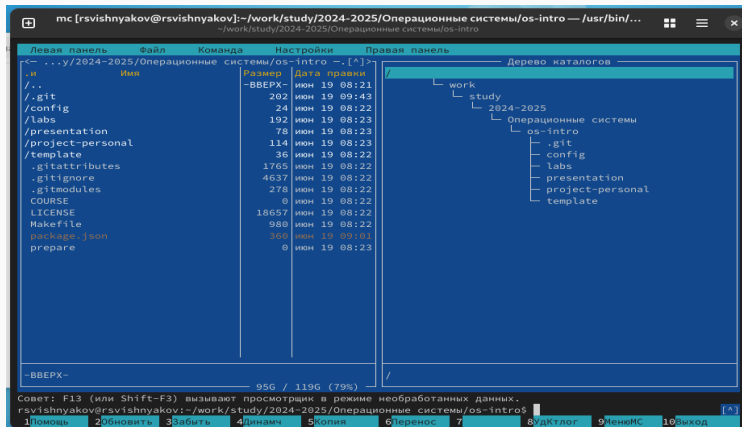 mc [rsvishnyakov@rsvishnyakov]:~/work/study/2024-2025/Операционные системы/os-intro — /usr/bin/...
~/work/study/2024-2025/Операционные системы/os-intro
Левая панель Файл Команда Настройки Правая панель
<— ...y/2024-2025/Операционные системы/os-intro —.[^]>
.и Имя Размер Дата правки
/.. -ВВЕРХ- июн 19 08:21
/.git 202 июн 19 09:43
/config 24 июн 19 08:22
/labs 192 июн 19 08:23
/presentation 78 июн 19 08:23
/project-personal 114 июн 19 08:23
/template 36 июн 19 08:22
.gitattributes 1765 июн 19 08:22
.gitignore 4637 июн 19 08:22
.gitmodules 278 июн 19 08:22
COURSE 0 июн 19 08:22
LICENSE 18657 июн 19 08:22
Makefile 980 июн 19 08:22
package.json 360 июн 19 09:01
prepare 0 июн 19 08:23
-ВВЕРХ-
95G / 119G (79%)
Дерево каталогов
/
work
study
2024-2025
Операционные системы
os-intro
.git
config
labs
presentation
project-personal
template
/
Совет: F13 (или Shift-F3) вызывают просмотрщик в режиме необработанных данных.
rsvishnyakov@rsvishnyakov:~/work/study/2024-2025/Операционные системы/os-intro$ [^]
1Помощь 2Обновить 3Забыть 4Динамч 5Копия 6Перенос 7 8УдКтлог 9МенюМС 10Выход